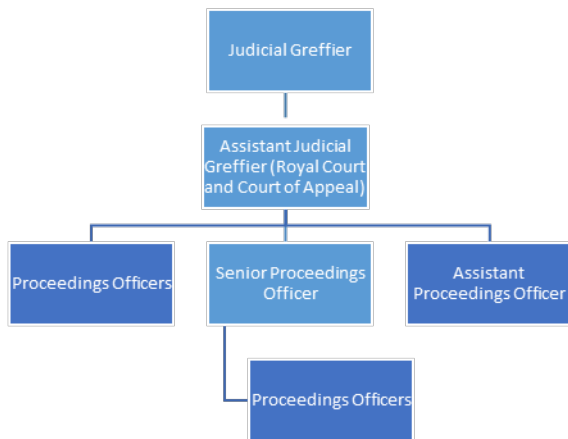 Judicial Greffier
Assistant Judicial
Greffier (Royal Court
and Court of Appeal)
Proceedings Officers
Senior Proceedings
Officer
Assistant
Proceedings Officer
Proceedings Officers